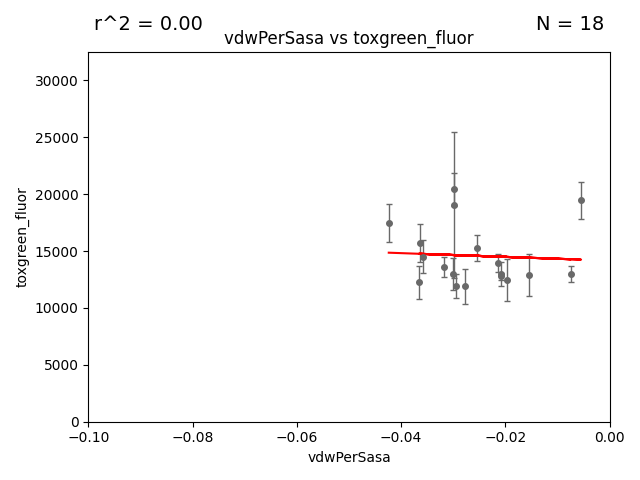 r^2 = 0.00
N = 18
vdwPerSasa vs toxgreen_fluor
30000
25000
20000
15000
10000
5000
0
toxgreen_fluor
−0.10
−0.08
−0.06
−0.04
−0.02
0.00
vdwPerSasa